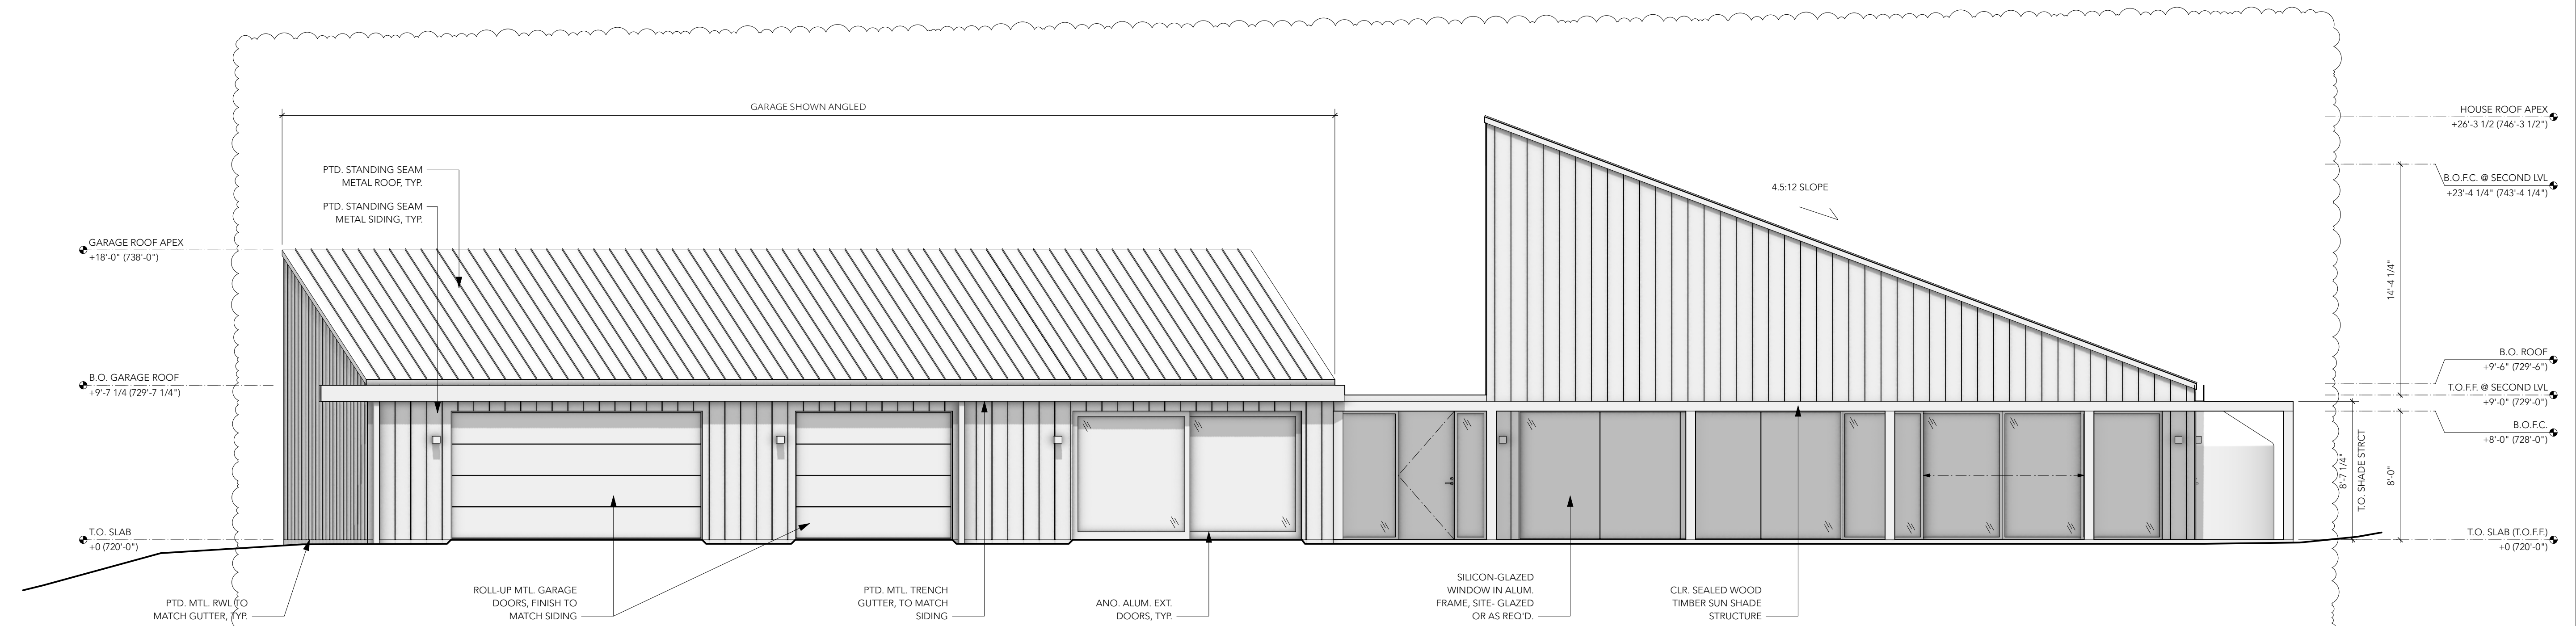 GARAGE SHOWN ANGLED
HOUSE ROOF APEX
+26'-3 1/2 (746'-3 1/2")
PTD. STANDING SEAM
METAL ROOF, TYP.
B.O.F.C. @ SECOND LVL
+23'-4 1/4" (743'-4 1/4")
4.5:12 SLOPE
PTD. STANDING SEAM
METAL SIDING, TYP.
GARAGE ROOF APEX
+18'-0" (738'-0")
14'-4 1/4"
B.O. ROOF
+9'-6" (729'-6")
B.O. GARAGE ROOF
+9'-7 1/4 (729'-7 1/4")
T.O.F.F. @ SECOND LVL
+9'-0" (729'-0")
B.O.F.C.
+8'-0" (728'-0")
8'-7 1/4"
T.O. SHADE STRCT
8'-0"
T.O. SLAB
+0 (720'-0")
T.O. SLAB (T.O.F.F.)
+0 (720'-0")
PTD. MTL. RWL TO
MATCH GUTTER, TYP.
ROLL-UP MTL. GARAGE
DOORS, FINISH TO
MATCH SIDING
PTD. MTL. TRENCH
GUTTER, TO MATCH
SIDING
ANO. ALUM. EXT.
DOORS, TYP.
SILICON-GLAZED
WINDOW IN ALUM.
FRAME, SITE- GLAZED
OR AS REQ'D.
CLR. SEALED WOOD
TIMBER SUN SHADE
STRUCTURE